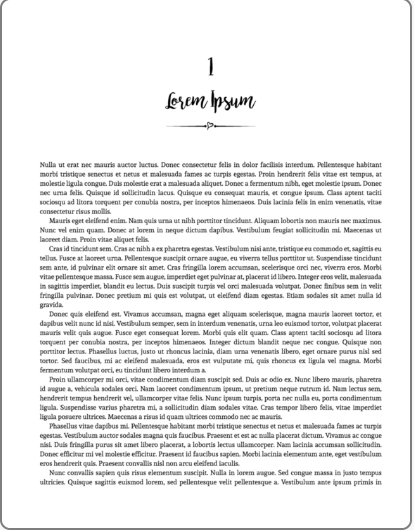 1
Lorem Ipsum
Nulla ut erat nec mauris auctor luctus. Donec consectetur felis in dolor facilisis interdum. Pellentesque habitant
morbi tristique senectus et netus et malesuada fames ac turpis egestas. Proin hendrerit felis vitae est tempus, at
molestie ligula congue. Duis molestie erat a malesuada aliquet. Donec a fermentum nibh, eget molestie ipsum. Donec
nec urna felis. Quisque id sollicitudin lacus. Quisque eu consequat mauris, et congue ipsum. Class aptent taciti
sociosqu ad litora torquent per conubia nostra, per inceptos himenaeos. Duis lacinia felis in enim venenatis, vitae
consectetur risus mollis.
Mauris eget eleifend enim. Nam quis urna ut nibh porttitor tincidunt. Aliquam lobortis non mauris nec maximus.
Nunc vel enim quam. Donec at lorem in neque dictum dapibus. Vestibulum feugiat sollicitudin mi. Maecenas ut
laoreet diam. Proin vitae aliquet felis.
Cras id tincidunt sem. Cras ac nibh a ex pharetra egestas. Vestibulum nisi ante, tristique eu commodo et, sagittis eu
tellus. Fusce at laoreet urna. Pellentesque suscipit ornare augue, eu viverra tellus porttitor ut. Suspendisse tincidunt
sem ante, id pulvinar elit ornare sit amet. Cras fringilla lorem accumsan, scelerisque orci nec, viverra eros. Morbi
vitae pellentesque massa. Fusce sem augue, imperdiet eget pulvinar at, placerat id libero. Integer eros velit, malesuada
in sagittis imperdiet, blandit eu lectus. Duis suscipit turpis vel orci malesuada volutpat. Donec finibus sem in velit
fringilla pulvinar. Donec pretium mi quis est volutpat, ut eleifend diam egestas. Etiam sodales sit amet nulla id
gravida.
Donec quis eleifend est. Vivamus accumsan, magna eget aliquam scelerisque, magna mauris laoreet tortor, et
dapibus velit nunc id nisi. Vestibulum semper, sem in interdum venenatis, urna leo euismod tortor, volutpat placerat
mauris velit quis augue. Fusce eget consequat lorem. Morbi quis elit quam. Class aptent taciti sociosqu ad litora
torquent per conubia nostra, per inceptos himenaeos. Integer dictum blandit neque nec congue. Quisque non
porttitor lectus. Phasellus luctus, justo ut rhoncus lacinia, diam urna venenatis libero, eget ornare purus nisl sed
tortor. Sed faucibus, mi ac eleifend malesuada, eros est vulputate mi, quis rhoncus ex ligula vel magna. Morbi
fermentum volutpat orci, eu tincidunt libero interdum a.
Proin ullamcorper mi orci, vitae condimentum diam suscipit sed. Duis ac odio ex. Nunc libero mauris, pharetra
id augue a, vehicula sodales orci. Nam laoreet condimentum ipsum, ut pretium neque rutrum id. Nam lectus sem,
hendrerit tempus hendrerit vel, ullamcorper vitae felis. Nunc ipsum turpis, porta nec nulla eu, porta condimentum
ligula. Suspendisse varius pharetra mi, a sollicitudin diam sodales vitae. Cras tempor libero felis, vitae imperdiet
ligula posuere ultrices. Maecenas a risus id quam ultrices commodo nec ac mauris.
Phasellus vitae dapibus mi. Pellentesque habitant morbi tristique senectus et netus et malesuada fames ac turpis
egestas. Vestibulum auctor sodales magna quis faucibus. Praesent et est ac nulla placerat dictum. Vivamus ac congue
nisi. Duis fringilla purus sit amet libero placerat, a lobortis lectus ullamcorper. Nam lacinia accumsan sollicitudin.
Donec efficitur mi vel molestie efficitur. Praesent id faucibus sapien. Morbi lacinia elementum ante, eget vestibulum
eros hendrerit quis. Praesent convallis nisl non arcu eleifend iaculis.
Nunc convallis sapien quis risus elementum suscipit. Nulla in lorem augue. Sed congue massa in justo tempus
ultricies. Quisque sagittis euismod lorem, sed pellentesque velit pellentesque a. Vestibulum ante ipsum primis in